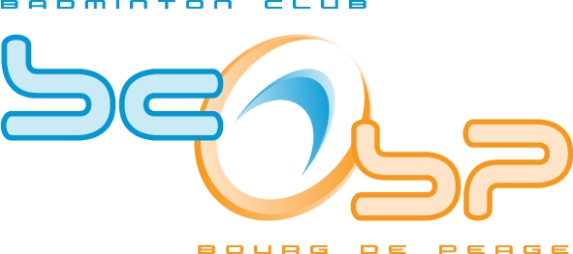 BADMINTON CLUB
bc
bp
BOURG DE PEAGE